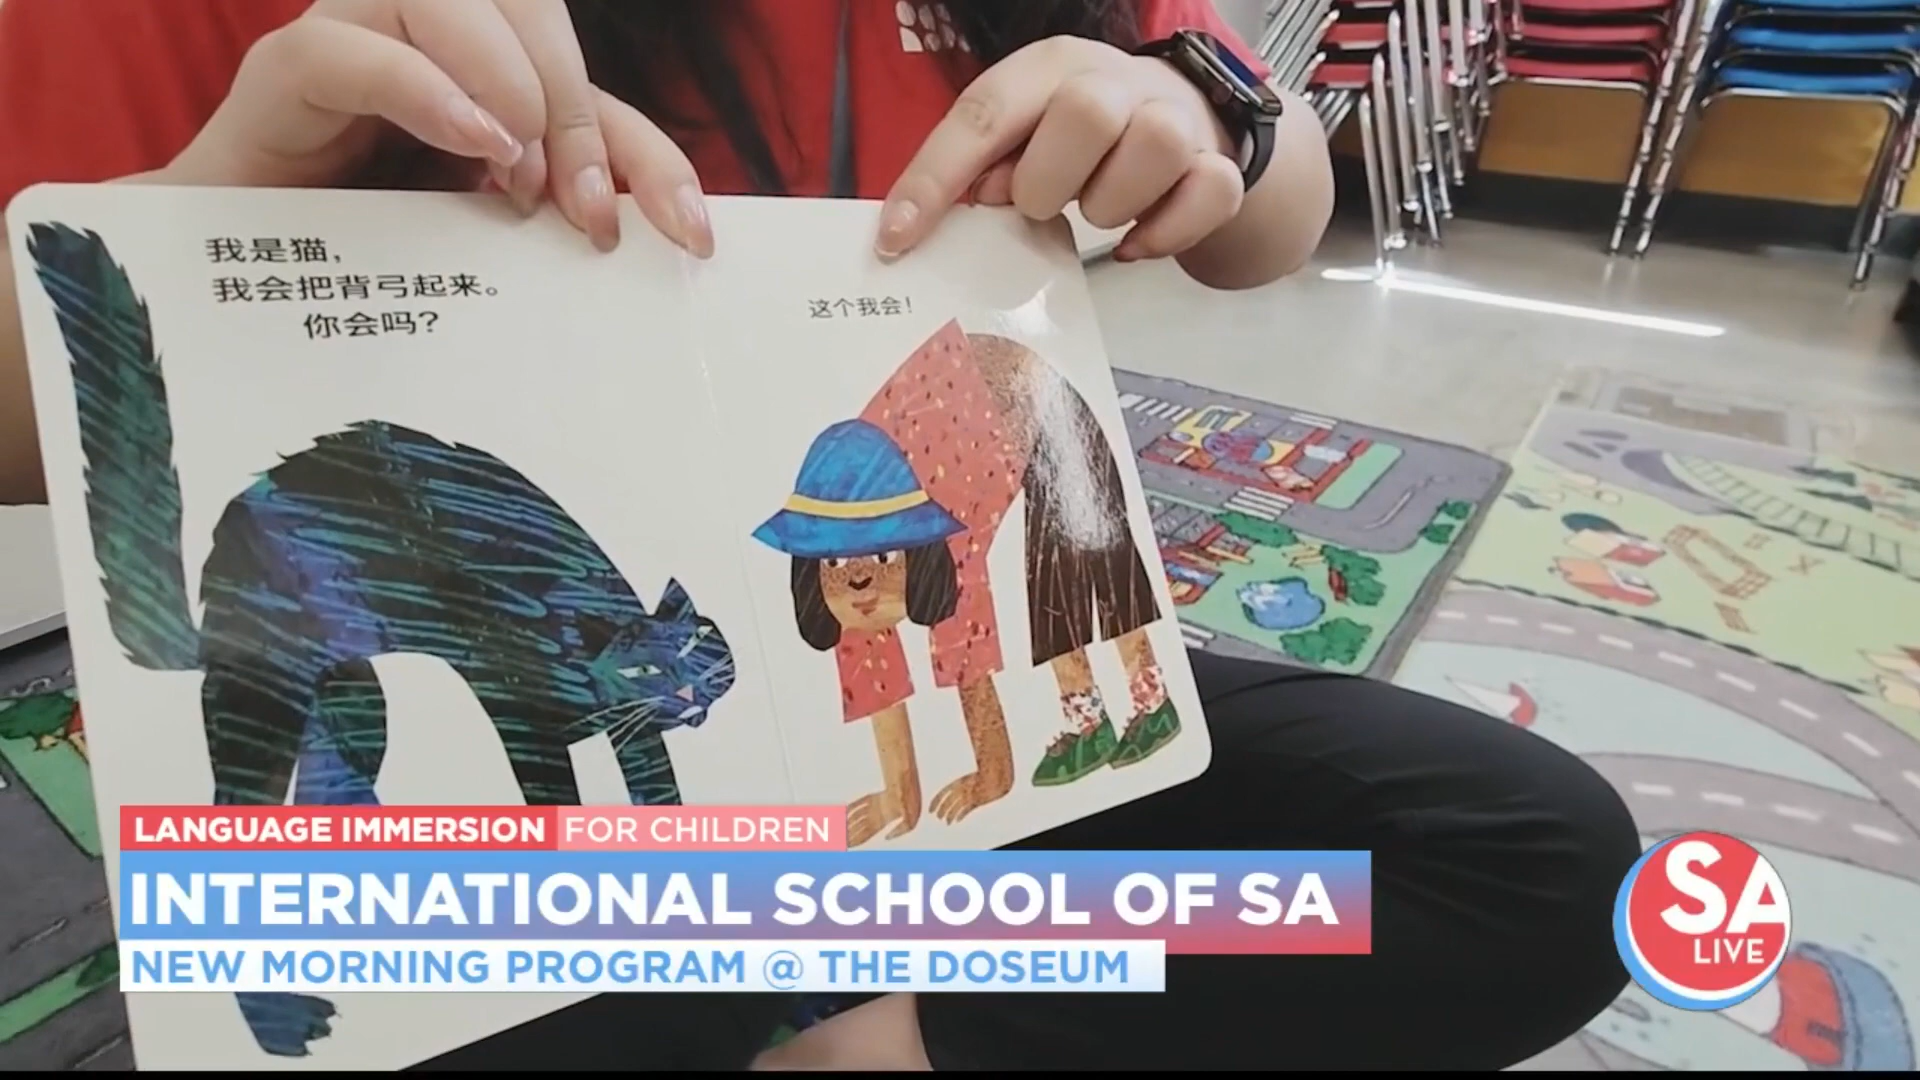 我是猫，
我会把背弓起来。
你会吗？
这个我会！
LANGUAGE IMMERSION FOR CHILDREN
INTERNATIONAL SCHOOL OF SA
NEW MORNING PROGRAM @ THE DOSEUM
SA
LIVE